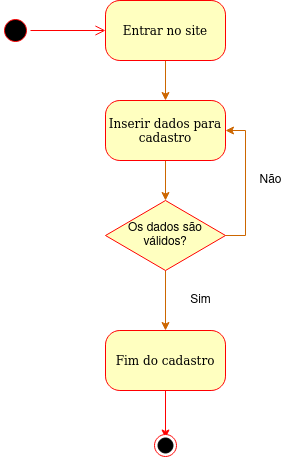 Entrar no site
Inserir dados para
cadastro
Não
Os dados são
válidos?
Sim
Fim do cadastro